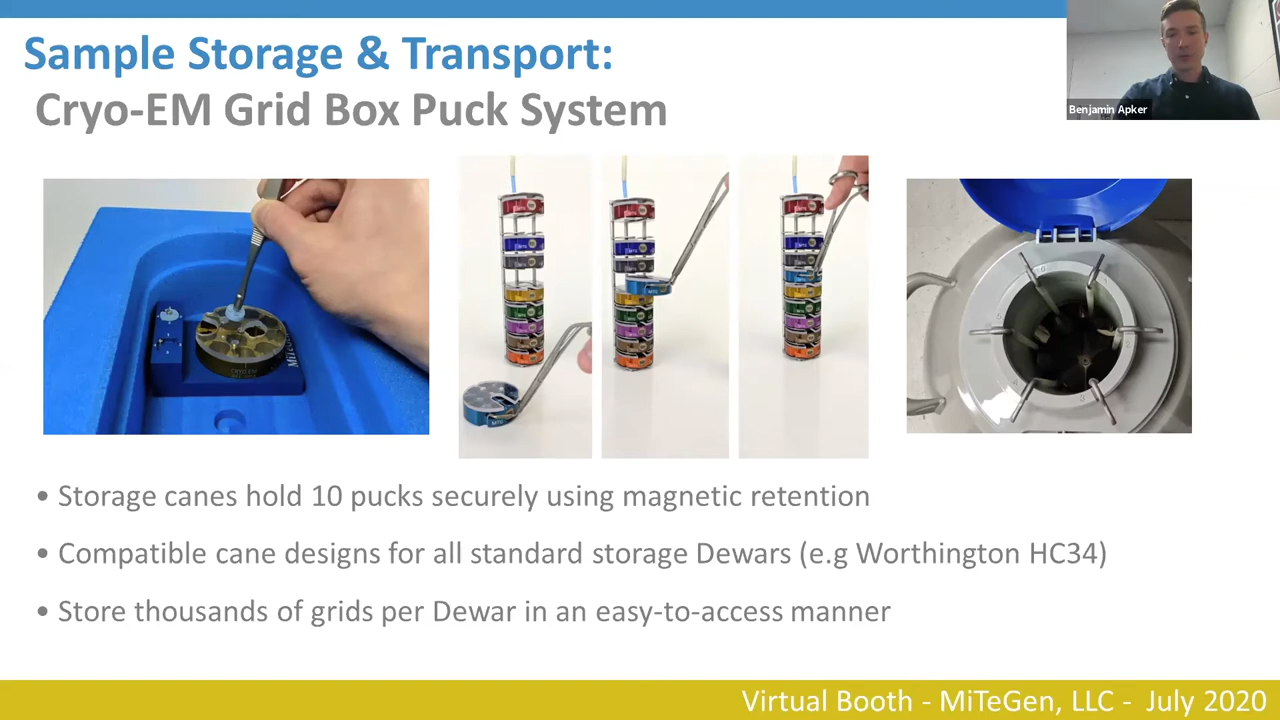 Sample Storage & Transport:
Cryo-EM Grid Box Puck System
Benjamin Apker
• Storage canes hold 10 pucks securely using magnetic retention
• Compatible cane designs for all standard storage Dewars (e.g Worthington HC34)
• Store thousands of grids per Dewar in an easy-to-access manner
Virtual Booth - MiTeGen, LLC - July 2020